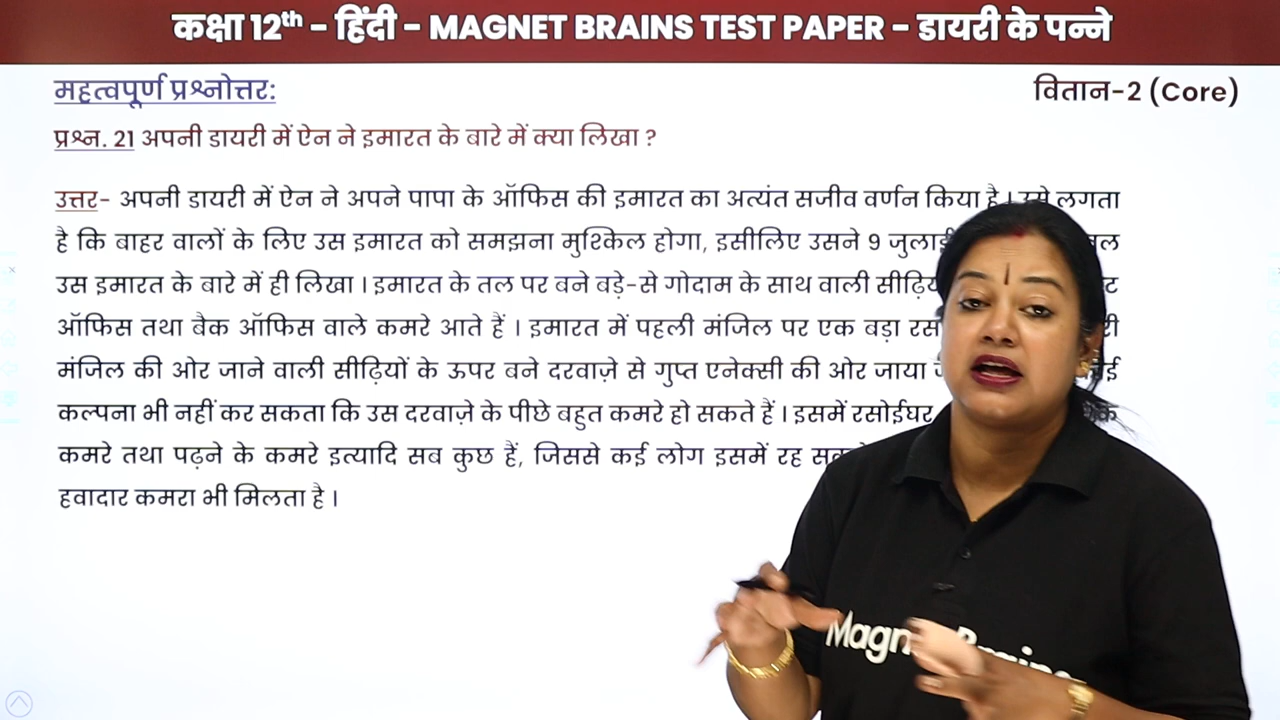 कक्षा 12th - हिंदी - MAGNET BRAINS TEST PAPER - डायरी के पन्ने
महत्वपूर्ण प्रश्नोत्तर:
वितान-2 (Core)
प्रश्न. 21 अपनी डायरी में ऐन ने इमारत के बारे में क्या लिखा ?
उत्तर- अपनी डायरी में ऐन ने अपने पापा के ऑफिस की इमारत का अत्यंत सजीव वर्णन किया है। उसे लगता
है कि बाहर वालों के लिए उस इमारत को समझना मुश्किल होगा, इसीलिए उसने 9
उस इमारत के बारे में ही लिखा । इमारत के तल पर बने बड़े-से गोदाम के साथ वाली
ऑफिस तथा बैक ऑफिस वाले कमरे आते हैं । इमारत में पहली मंजिल पर एक बड़ा
मंजिल की ओर जाने वाली सीढ़ियों के ऊपर बने दरवाज़े से गुप्त एनेक्सी की ओर जाया
कल्पना भी नहीं कर सकता कि उस दरवाज़े के पीछे बहुत कमरे हो सकते हैं । इसमें रसोईघर
कमरे तथा पढ़ने के कमरे इत्यादि सब कुछ हैं, जिससे कई लोग इसमें रह
हवादार कमरा भी मिलता है ।